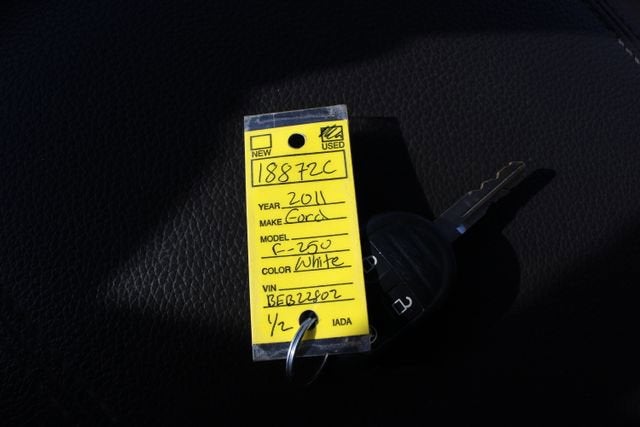 NEW USED
18872C
YEAR 2011
MAKE Ford
MODEL
F-250
COLOR White
VIN
BEB22802
1/2 IADA